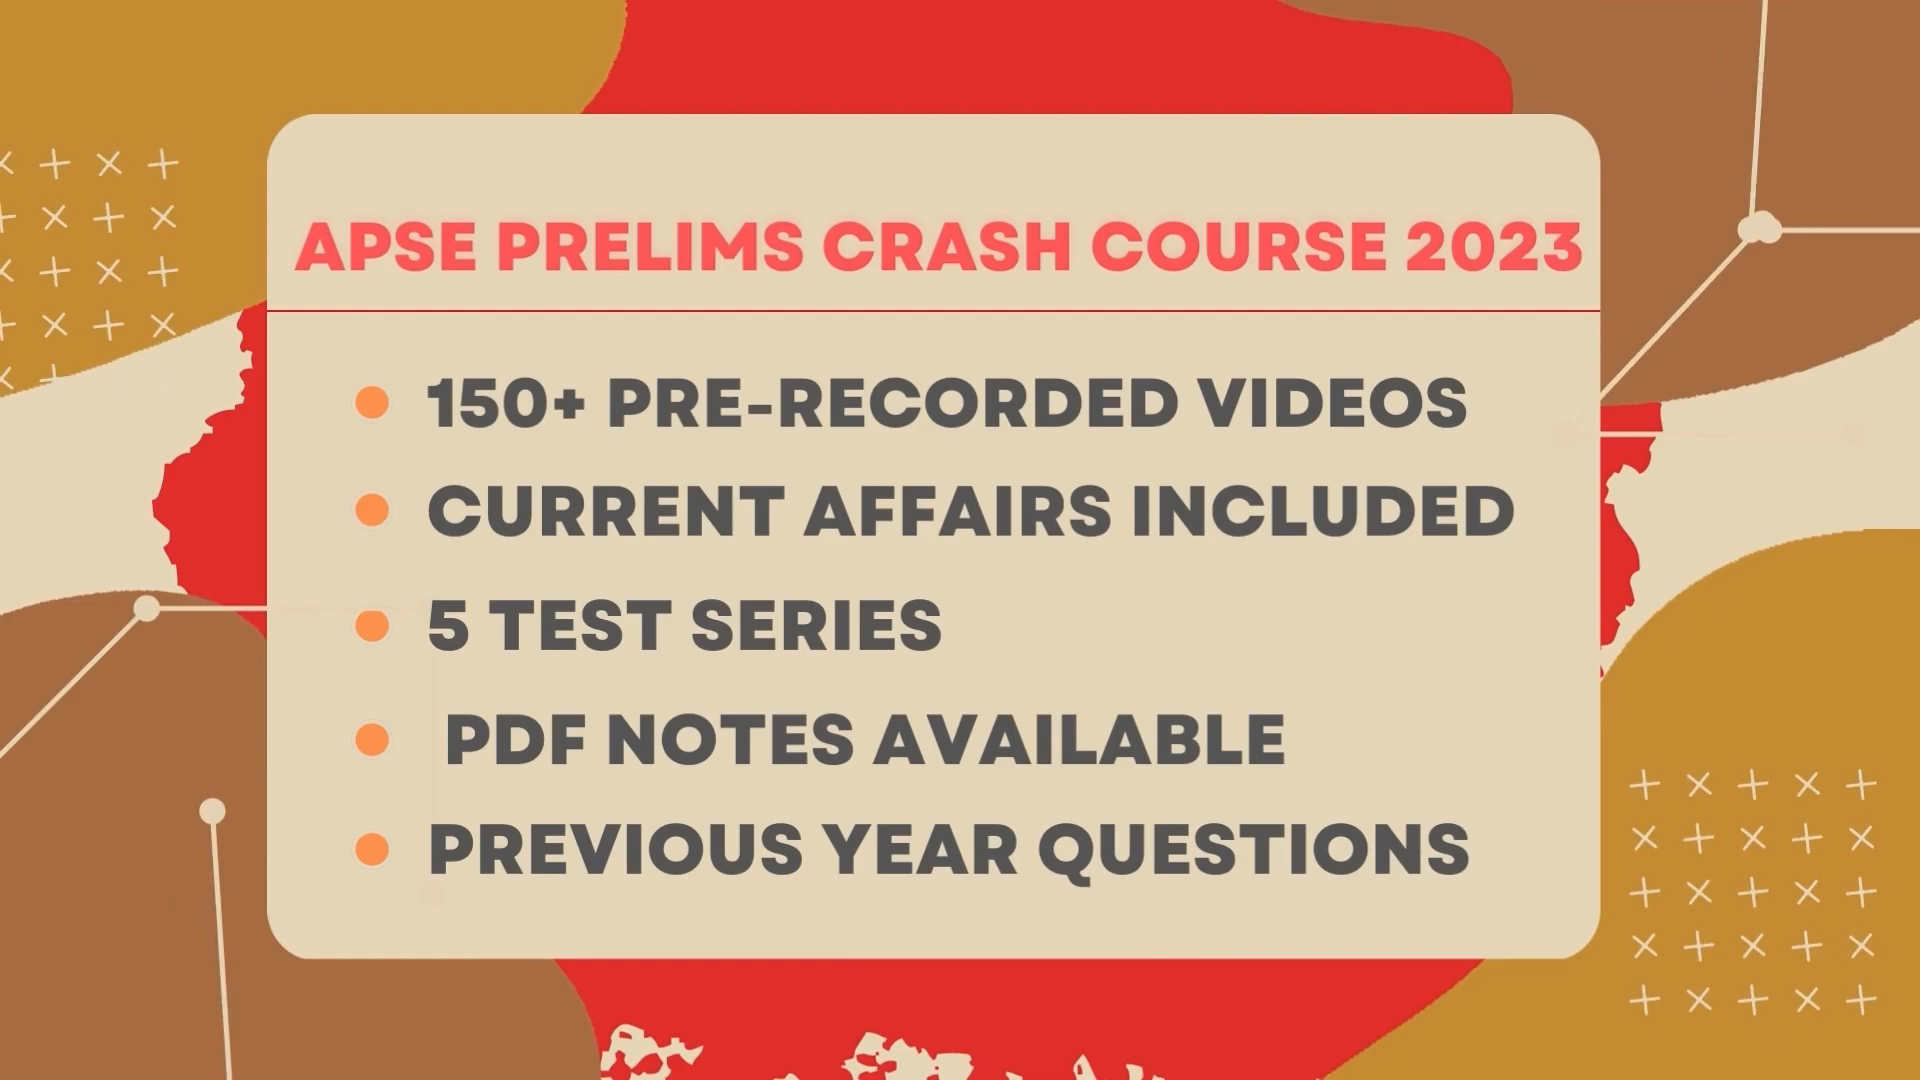 APSE PRELIMS CRASH COURSE 2023
150+ PRE-RECORDED VIDEOS
CURRENT AFFAIRS INCLUDED
5 TEST SERIES
PDF NOTES AVAILABLE
PREVIOUS YEAR QUESTIONS